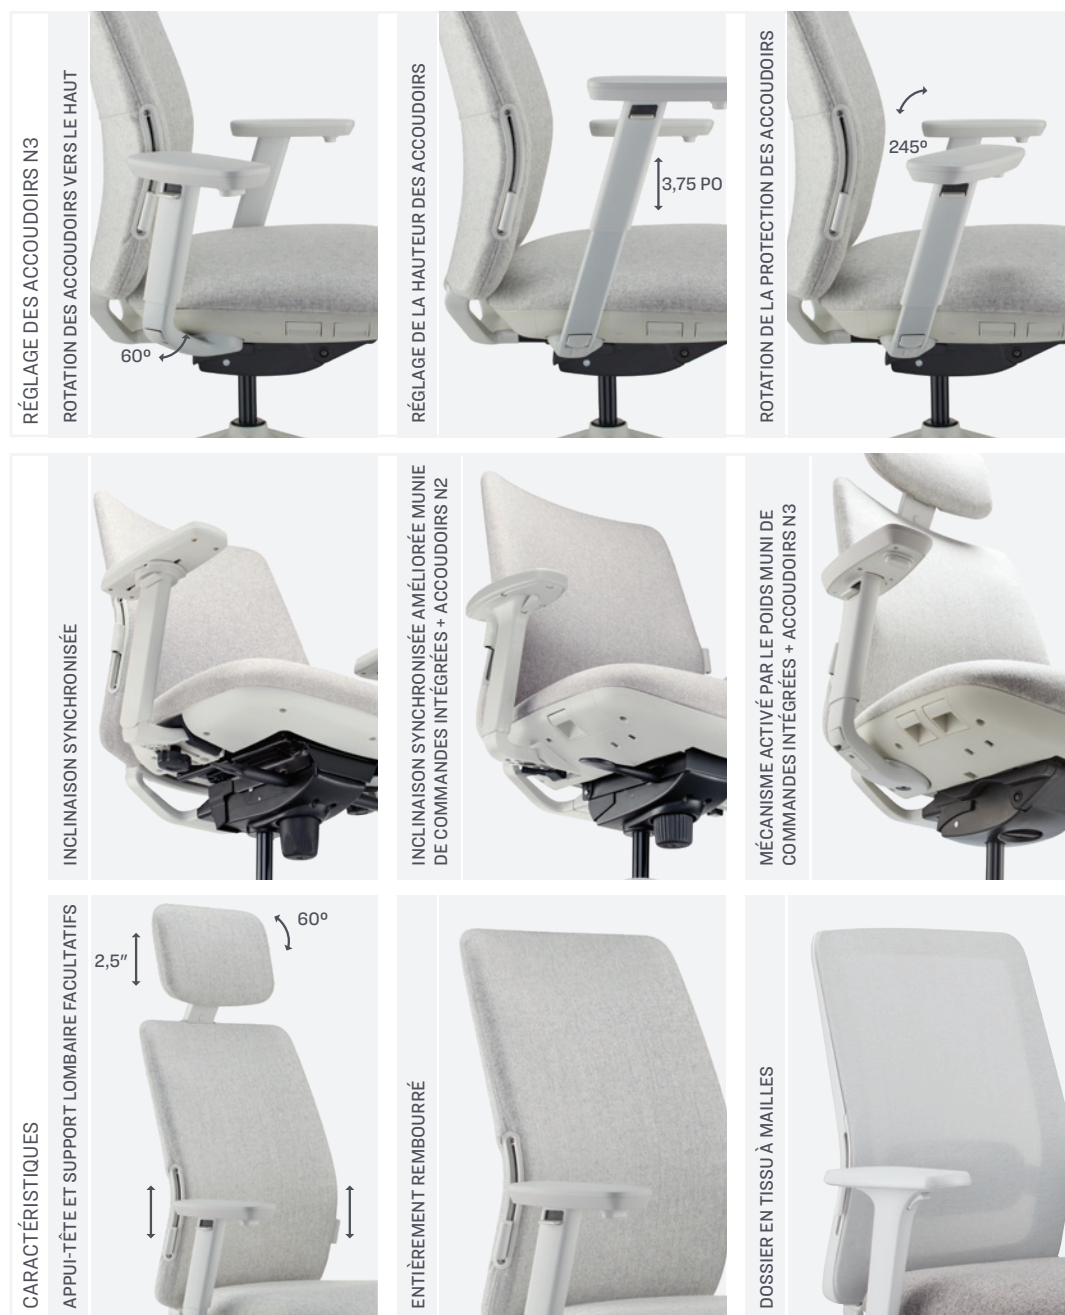 RÉGLAGE DES ACCOUDOIRS N3
ROTATION DES ACCOUDOIRS VERS LE HAUT
60º
RÉGLAGE DE LA HAUTEUR DES ACCOUDOIRS
3,75 PO
ROTATION DE LA PROTECTION DES ACCOUDOIRS
245º
CARACTÉRISTIQUES
INCLINAISON SYNCHRONISÉE
INCLINAISON SYNCHRONISÉE AMÉLIORÉE MUNIE
DE COMMANDES INTÉGRÉES + ACCOUDOIRS N2
MÉCANISME ACTIVÉ PAR LE POIDS MUNI DE
COMMANDES INTÉGRÉES + ACCOUDOIRS N3
APPUI-TÊTE ET SUPPORT LOMBAIRE FACULTATIFS
2,5"
60º
ENTIÈREMENT REMBOURRÉ
DOSSIER EN TISSU À MAILLES